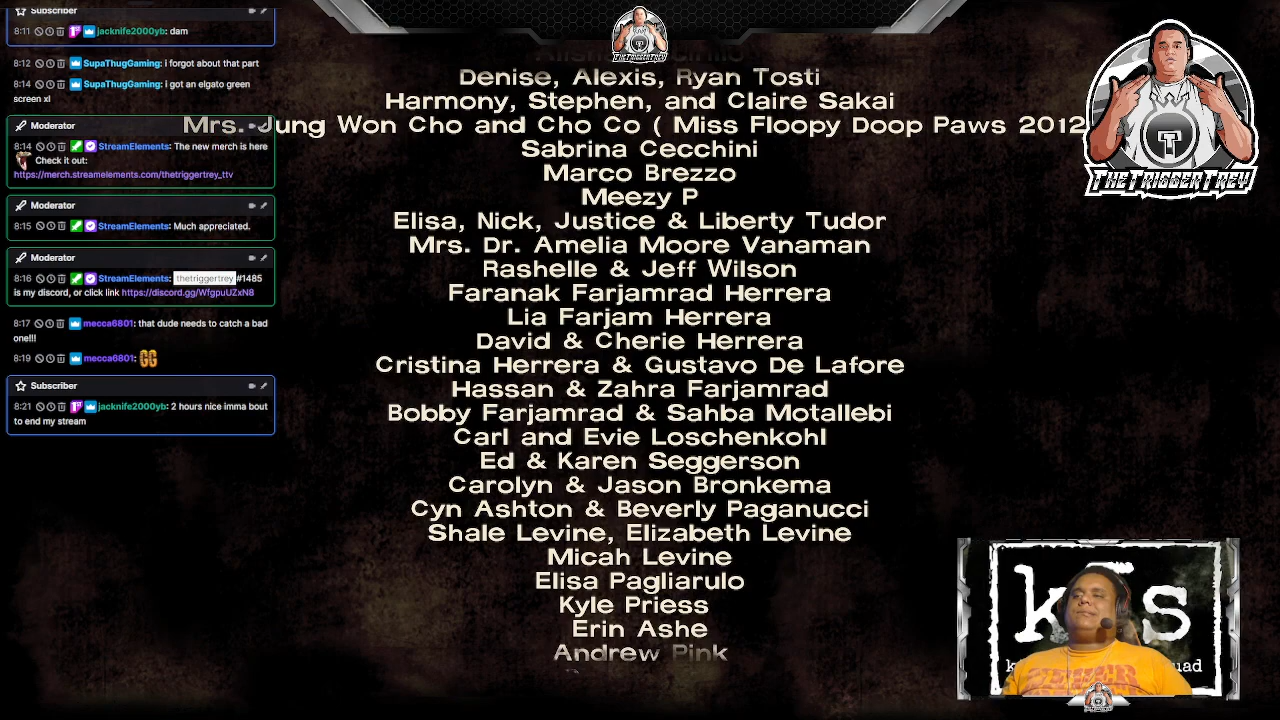 Subscriber
8:11 jacknife2000yb: dam
8:12 SupaThugGaming: i forgot about that part
8:14 SupaThugGaming: i got an elgato green
screen xl
Moderator
8:14 StreamElements: The new merch is here
Check it out:
https://merch.streamelements.com/thetriggertrey_ttv
Moderator
8:15 StreamElements: Much appreciated.
Moderator
8:16 StreamElements: thetriggertrey #1485
is my discord, or click link https://discord.gg/WfgpuUZxN8
8:17 mecca6801: that dude needs to catch a bad
one!!!
8:19 mecca6801: GG
Subscriber
8:21 jacknife2000yb: 2 hours nice imma bout
to end my stream
THETRIGGERTREY
Denise, Alexis, Ryan Tosti
Harmony, Stephen, and Claire Sakai
Mrs. Jung Won Cho and Cho Co ( Miss Floopy Doop Paws 2012
Sabrina Cecchini
Marco Brezzo
Meezy P
Elisa, Nick, Justice & Liberty Tudor
Mrs. Dr. Amelia Moore Vanaman
Rashelle & Jeff Wilson
Faranak Farjamrad Herrera
Lia Farjam Herrera
David & Cherie Herrera
Cristina Herrera & Gustavo De Lafore
Hassan & Zahra Farjamrad
Bobby Farjamrad & Sahba Motallebi
Carl and Evie Loschenkohl
Ed & Karen Seggerson
Carolyn & Jason Bronkema
Cyn Ashton & Beverly Paganucci
Shale Levine, Elizabeth Levine
Micah Levine
Elisa Pagliarulo
Kyle Priess
Erin Ashe
Andrew Pink
T
THETRIGGERTREY